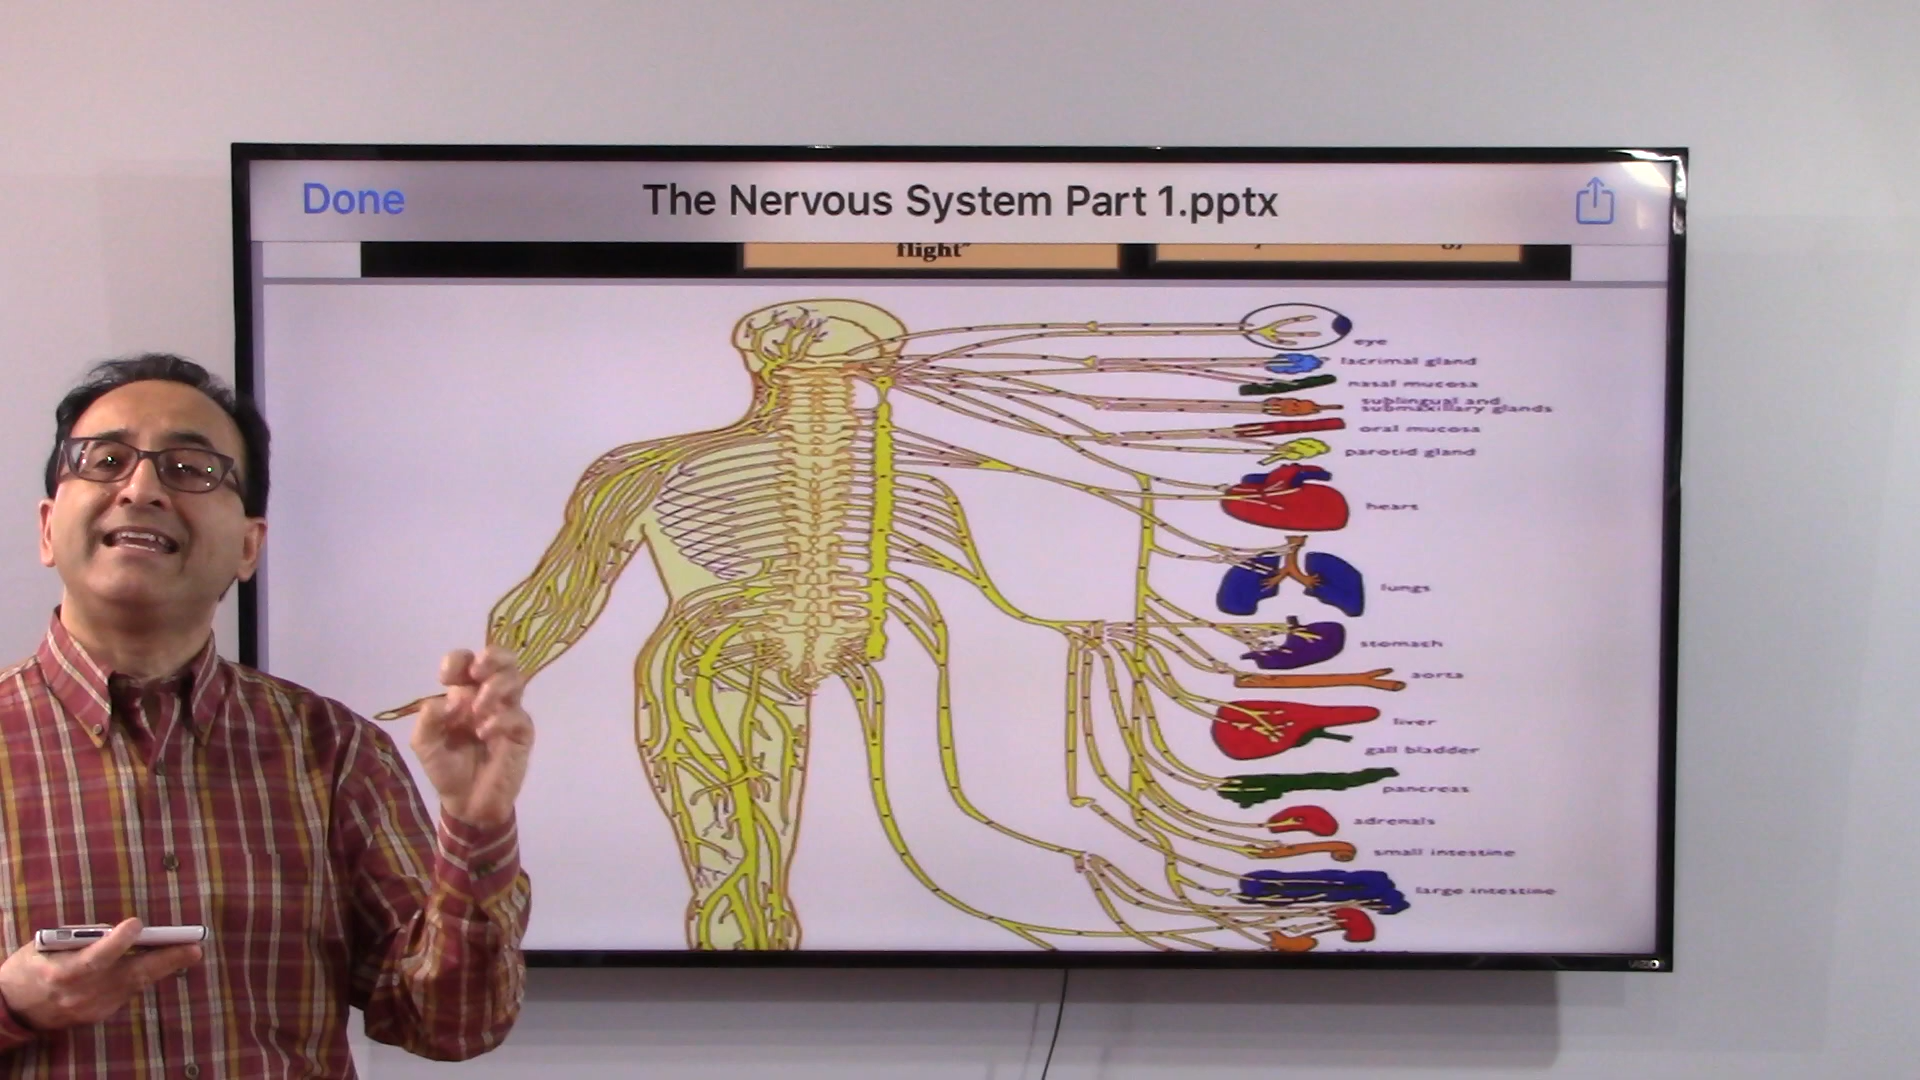 Done
The Nervous System Part 1.pptx
flight"
eye
lacrimal gland
nasal mucosa
sublingual and
submaxillary glands
oral mucosa
parotid gland
heart
lungs
stomach
aorta
liver
gall bladder
pancreas
adrenals
small intestine
large intestine
VIZIO